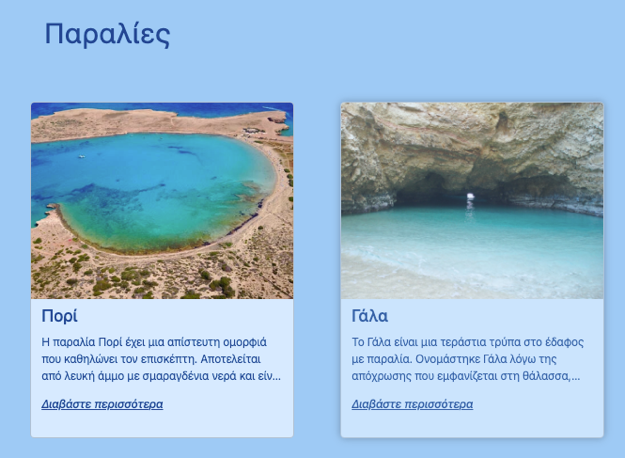 Παραλίες
Πορί
Η παραλία Πορί έχει μια απίστευτη ομορφιά
που καθηλώνει τον επισκέπτη. Αποτελείται
από λευκή άμμο με σμαραγδένια νερά και είν...
Διαβάστε περισσότερα
Γάλα
Το Γάλα είναι μια τεράστια τρύπα στο έδαφος
με παραλία. Ονομάστηκε Γάλα λόγω της
απόχρωσης που εμφανίζεται στη θάλασσα,...
Διαβάστε περισσότερα